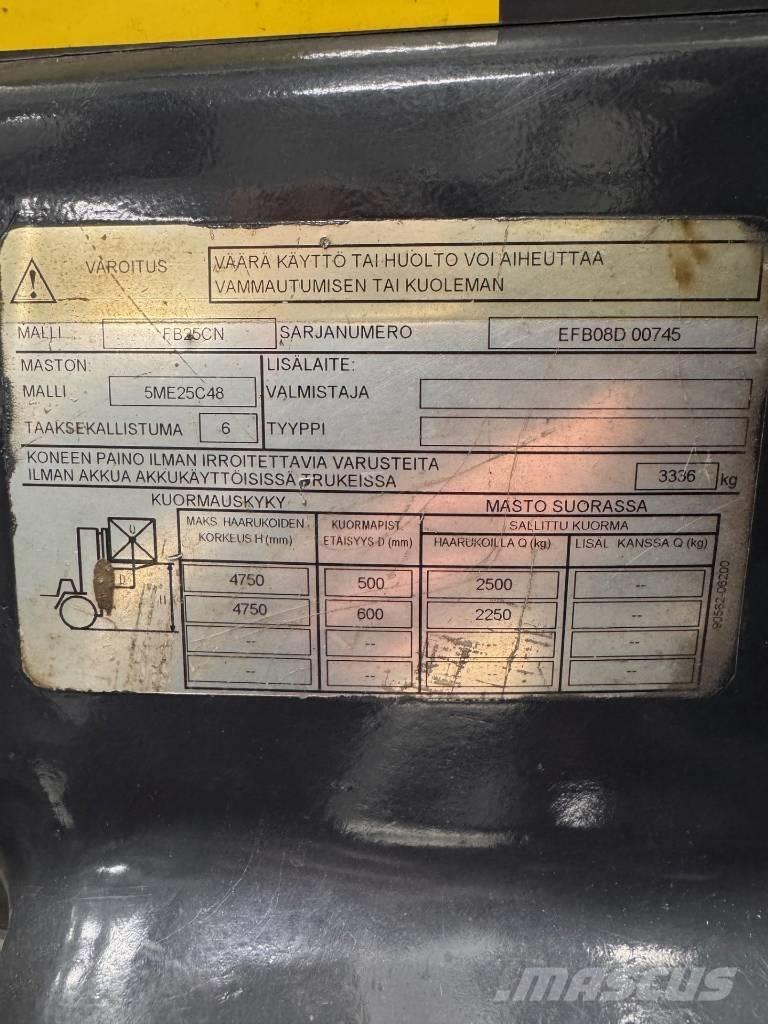 VAROITUS
VÄÄRÄ KÄYTTÖ TAI HUOLTO VOI AIHEUTTAA
VAMMAUTUMISEN TAI KUOLEMAN
MALLI FB25CN SARJANUMERO EFB08D 00745
MASTON: LISÄLAITE:
MALLI 5ME25C48 VALMISTAJA
TAAKSEKALLISTUMA 6 TYYPPI
KONEEN PAINO ILMAN IRROITETTAVIA VARUSTEITA
ILMAN AKKUA AKKUKÄYTTÖISISSÄ TRUKEISSA 3336 kg
KUORMAUSKYKY MASTO SUORASSA
MAKS. HAARUKOIDEN KUORMAPIST. SALLITTU KUORMA
KORKEUS H (mm) ETÄISYYS D (mm) HAARUKOILLA Q (kg) LISÄL. KANSSA Q (kg)
4750 500 2500 --
4750 600 2250 --
-- -- -- --
-- -- -- --
Q
D
H
90562-06200
MASCUS